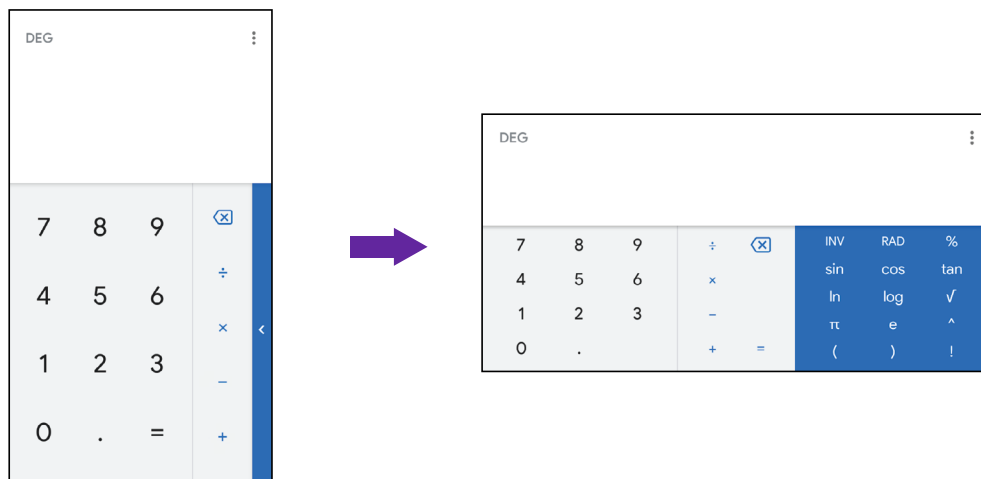 DEG
7 8 9
÷
4 5 6
×
1 2 3 <
−
0 . = +
DEG
7 8 9 ÷ INV RAD %
4 5 6 × sin cos tan
1 2 3 − ln log √
0 . + = π e ^
( ) !